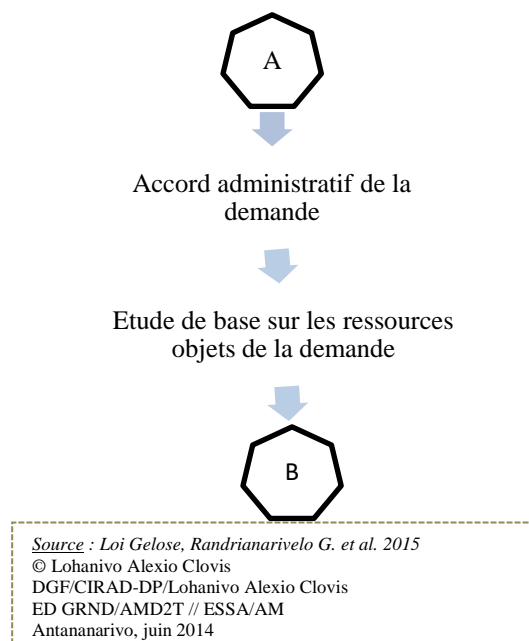 A
Accord administratif de la
demande
Etude de base sur les ressources
objets de la demande
B
Source : Loi Gelose, Randrianarivelo G. et al. 2015
© Lohanivo Alexio Clovis
DGF/CIRAD-DP/Lohanivo Alexio Clovis
ED GRND/AMD2T // ESSA/AM
Antananarivo, juin 2014